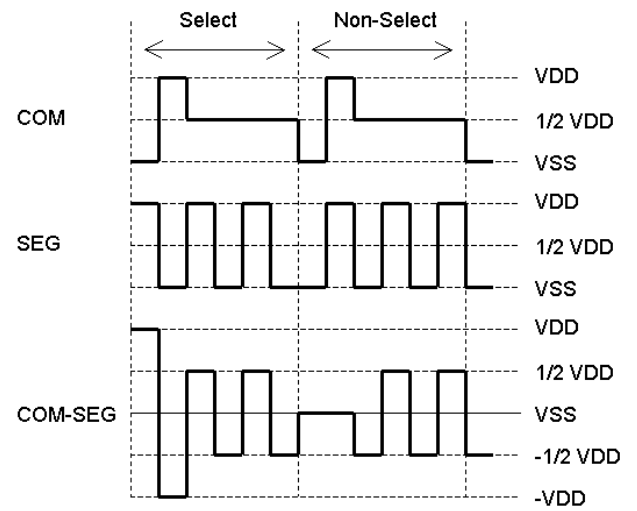 Select Non-Select
VDD
COM 1/2 VDD
VSS
VDD
SEG 1/2 VDD
VSS
VDD
1/2 VDD
COM-SEG VSS
-1/2 VDD
-VDD